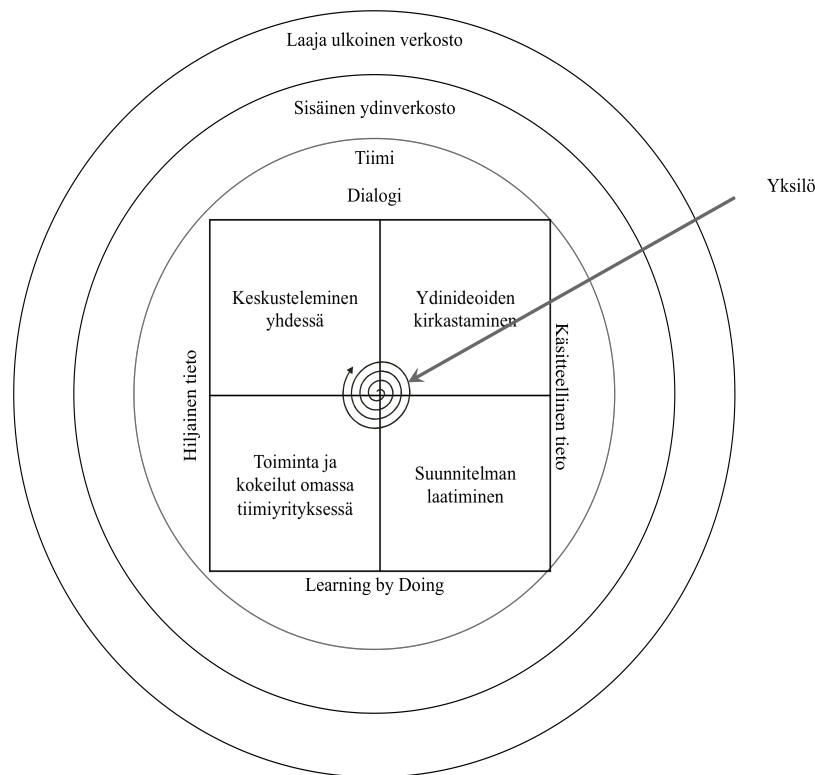 Laaja ulkoinen verkosto
Sisäinen ydinverkosto
Tiimi
Dialogi
Yksilö
Keskusteleminen
yhdessä
Ydinideoiden
kirkastaminen
Hiljainen tieto
Käsitteellinen tieto
Toiminta ja
kokeilut omassa
tiimiyrityksessä
Suunnitelman
laatiminen
Learning by Doing